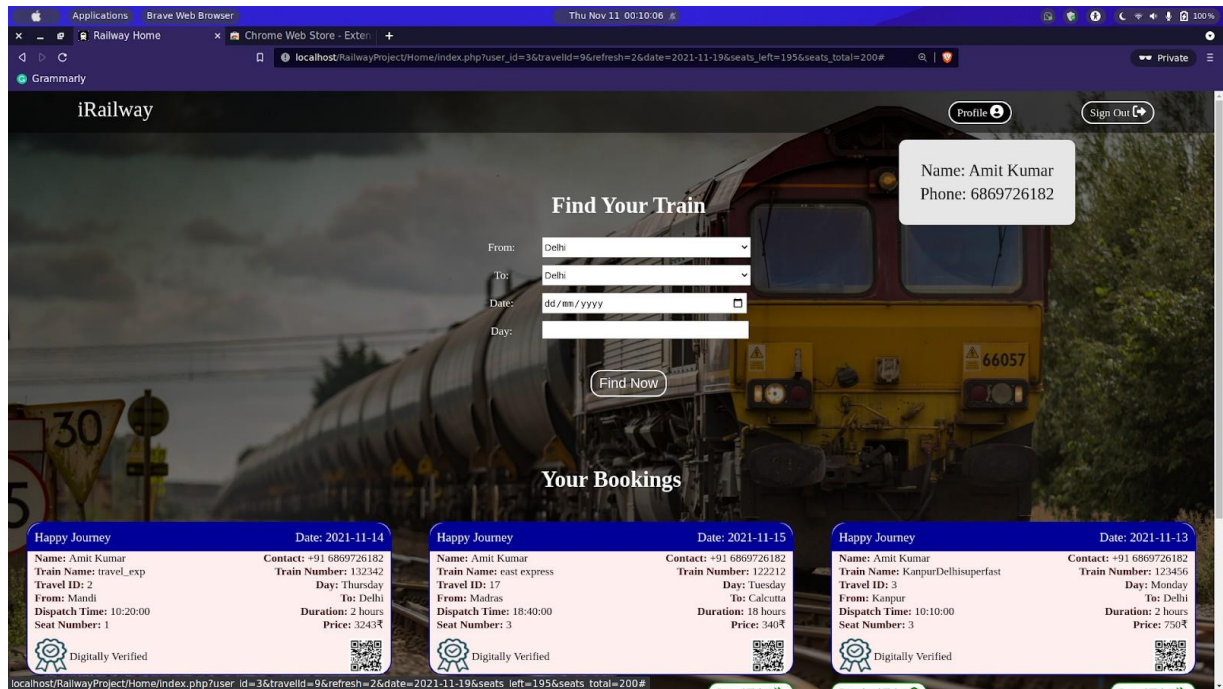 Applications Brave Web Browser Thu Nov 11 00:10:06 100%
Railway Home Chrome Web Store - Exten
localhost/RailwayProject/Home/index.php?user_id=3&travelId=9&refresh=2&date=2021-11-19&seats_left=195&seats_total=200# Private
Grammarly
iRailway Profile Sign Out
Name: Amit Kumar
Phone: 6869726182
Find Your Train
From: Delhi
To: Delhi
Date: dd/mm/yyyy
Day:
66057
Find Now
30
5
Your Bookings
Happy Journey Date: 2021-11-14
Name: Amit Kumar Contact: +91 6869726182
Train Name: travel_exp Train Number: 132342
Travel ID: 2 Day: Thursday
From: Mandi To: Delhi
Dispatch Time: 10:20:00 Duration: 2 hours
Seat Number: 1 Price: 3243₹
Digitally Verified
Happy Journey Date: 2021-11-15
Name: Amit Kumar Contact: +91 6869726182
Train Name: east express Train Number: 122212
Travel ID: 17 Day: Tuesday
From: Madras To: Calcutta
Dispatch Time: 18:40:00 Duration: 18 hours
Seat Number: 3 Price: 340₹
Digitally Verified
Happy Journey Date: 2021-11-13
Name: Amit Kumar Contact: +91 6869726182
Train Name: KanpurDelhisuperfast Train Number: 123456
Travel ID: 3 Day: Monday
From: Kanpur To: Delhi
Dispatch Time: 10:10:00 Duration: 2 hours
Seat Number: 3 Price: 750₹
Digitally Verified
localhost/RailwayProject/Home/index.php?user_id=3&travelId=9&refresh=2&date=2021-11-19&seats_left=195&seats_total=200#